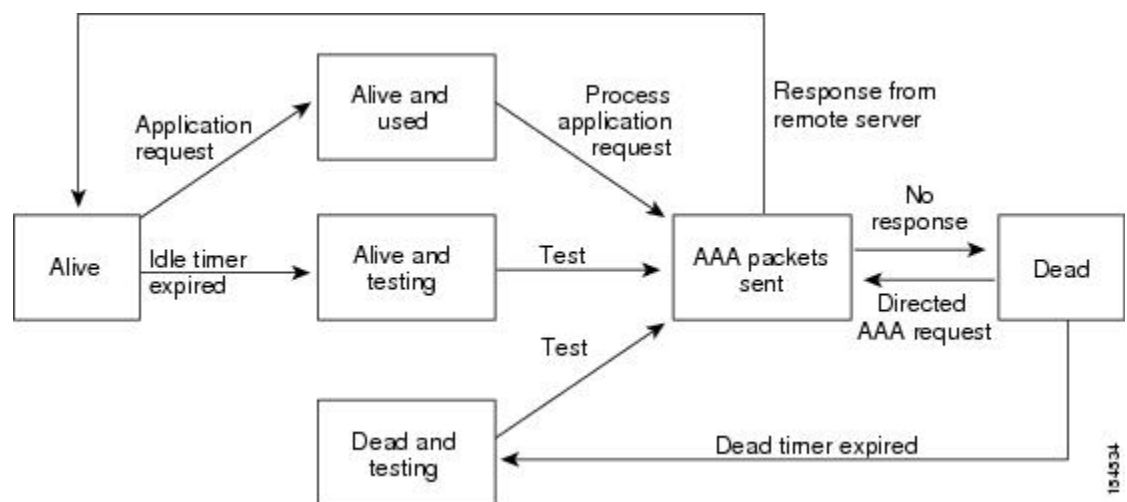 Alive and
used
Process
application
request
Response from
remote server
Application
request
No
response
Alive
Idle timer
expired
Alive and
testing
Test
AAA packets
sent
Dead
Directed
AAA request
Test
Dead and
testing
Dead timer expired
154534